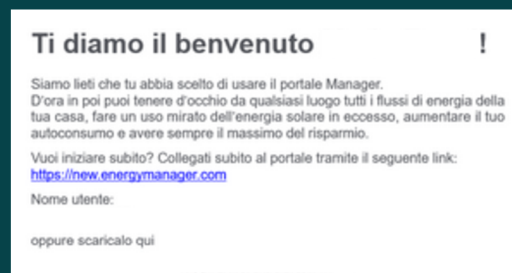 Ti diamo il benvenuto !
Siamo lieti che tu abbia scelto di usare il portale Manager.
D'ora in poi puoi tenere d'occhio da qualsiasi luogo tutti i flussi di energia della
tua casa, fare un uso mirato dell'energia solare in eccesso, aumentare il tuo
autoconsumo e avere sempre il massimo del risparmio.
Vuoi iniziare subito? Collegati subito al portale tramite il seguente link:
https://new.energymanager.com
Nome utente:
oppure scaricalo qui